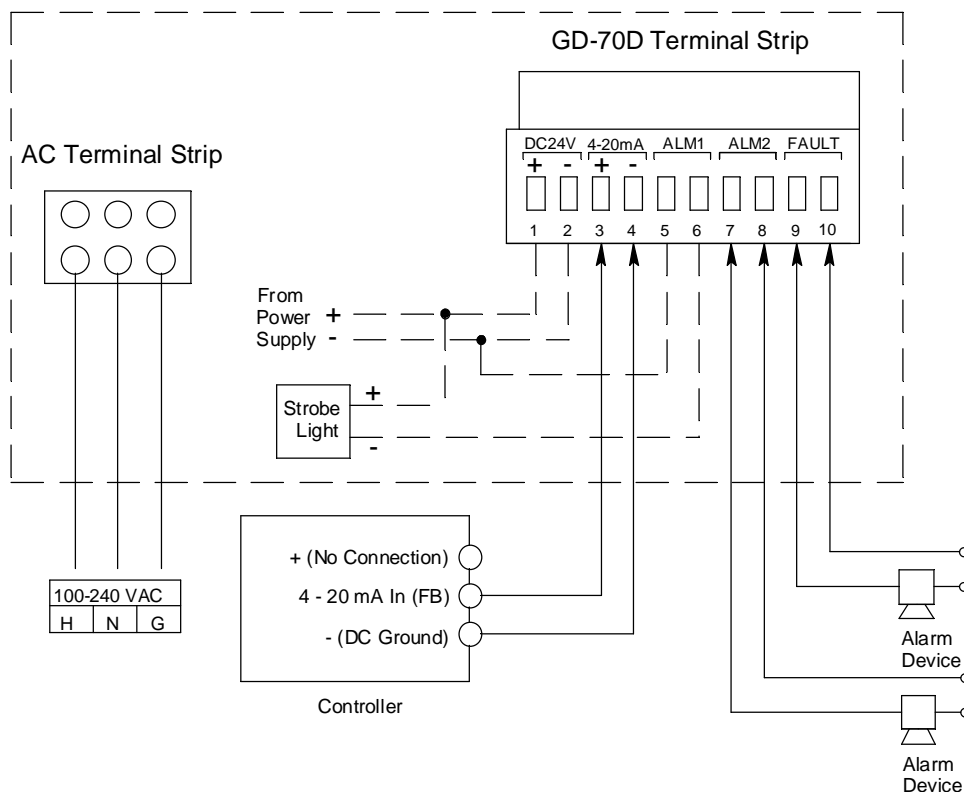 GD-70D Terminal Strip
AC Terminal Strip
DC24V 4-20mA ALM1 ALM2 FAULT
+ - + -
1 2 3 4 5 6 7 8 9 10
From
Power +
Supply -
+
Strobe
Light
-
+ (No Connection)
4 - 20 mA In (FB)
- (DC Ground)
Controller
100-240 VAC
H N G
Alarm
Device
Alarm
Device